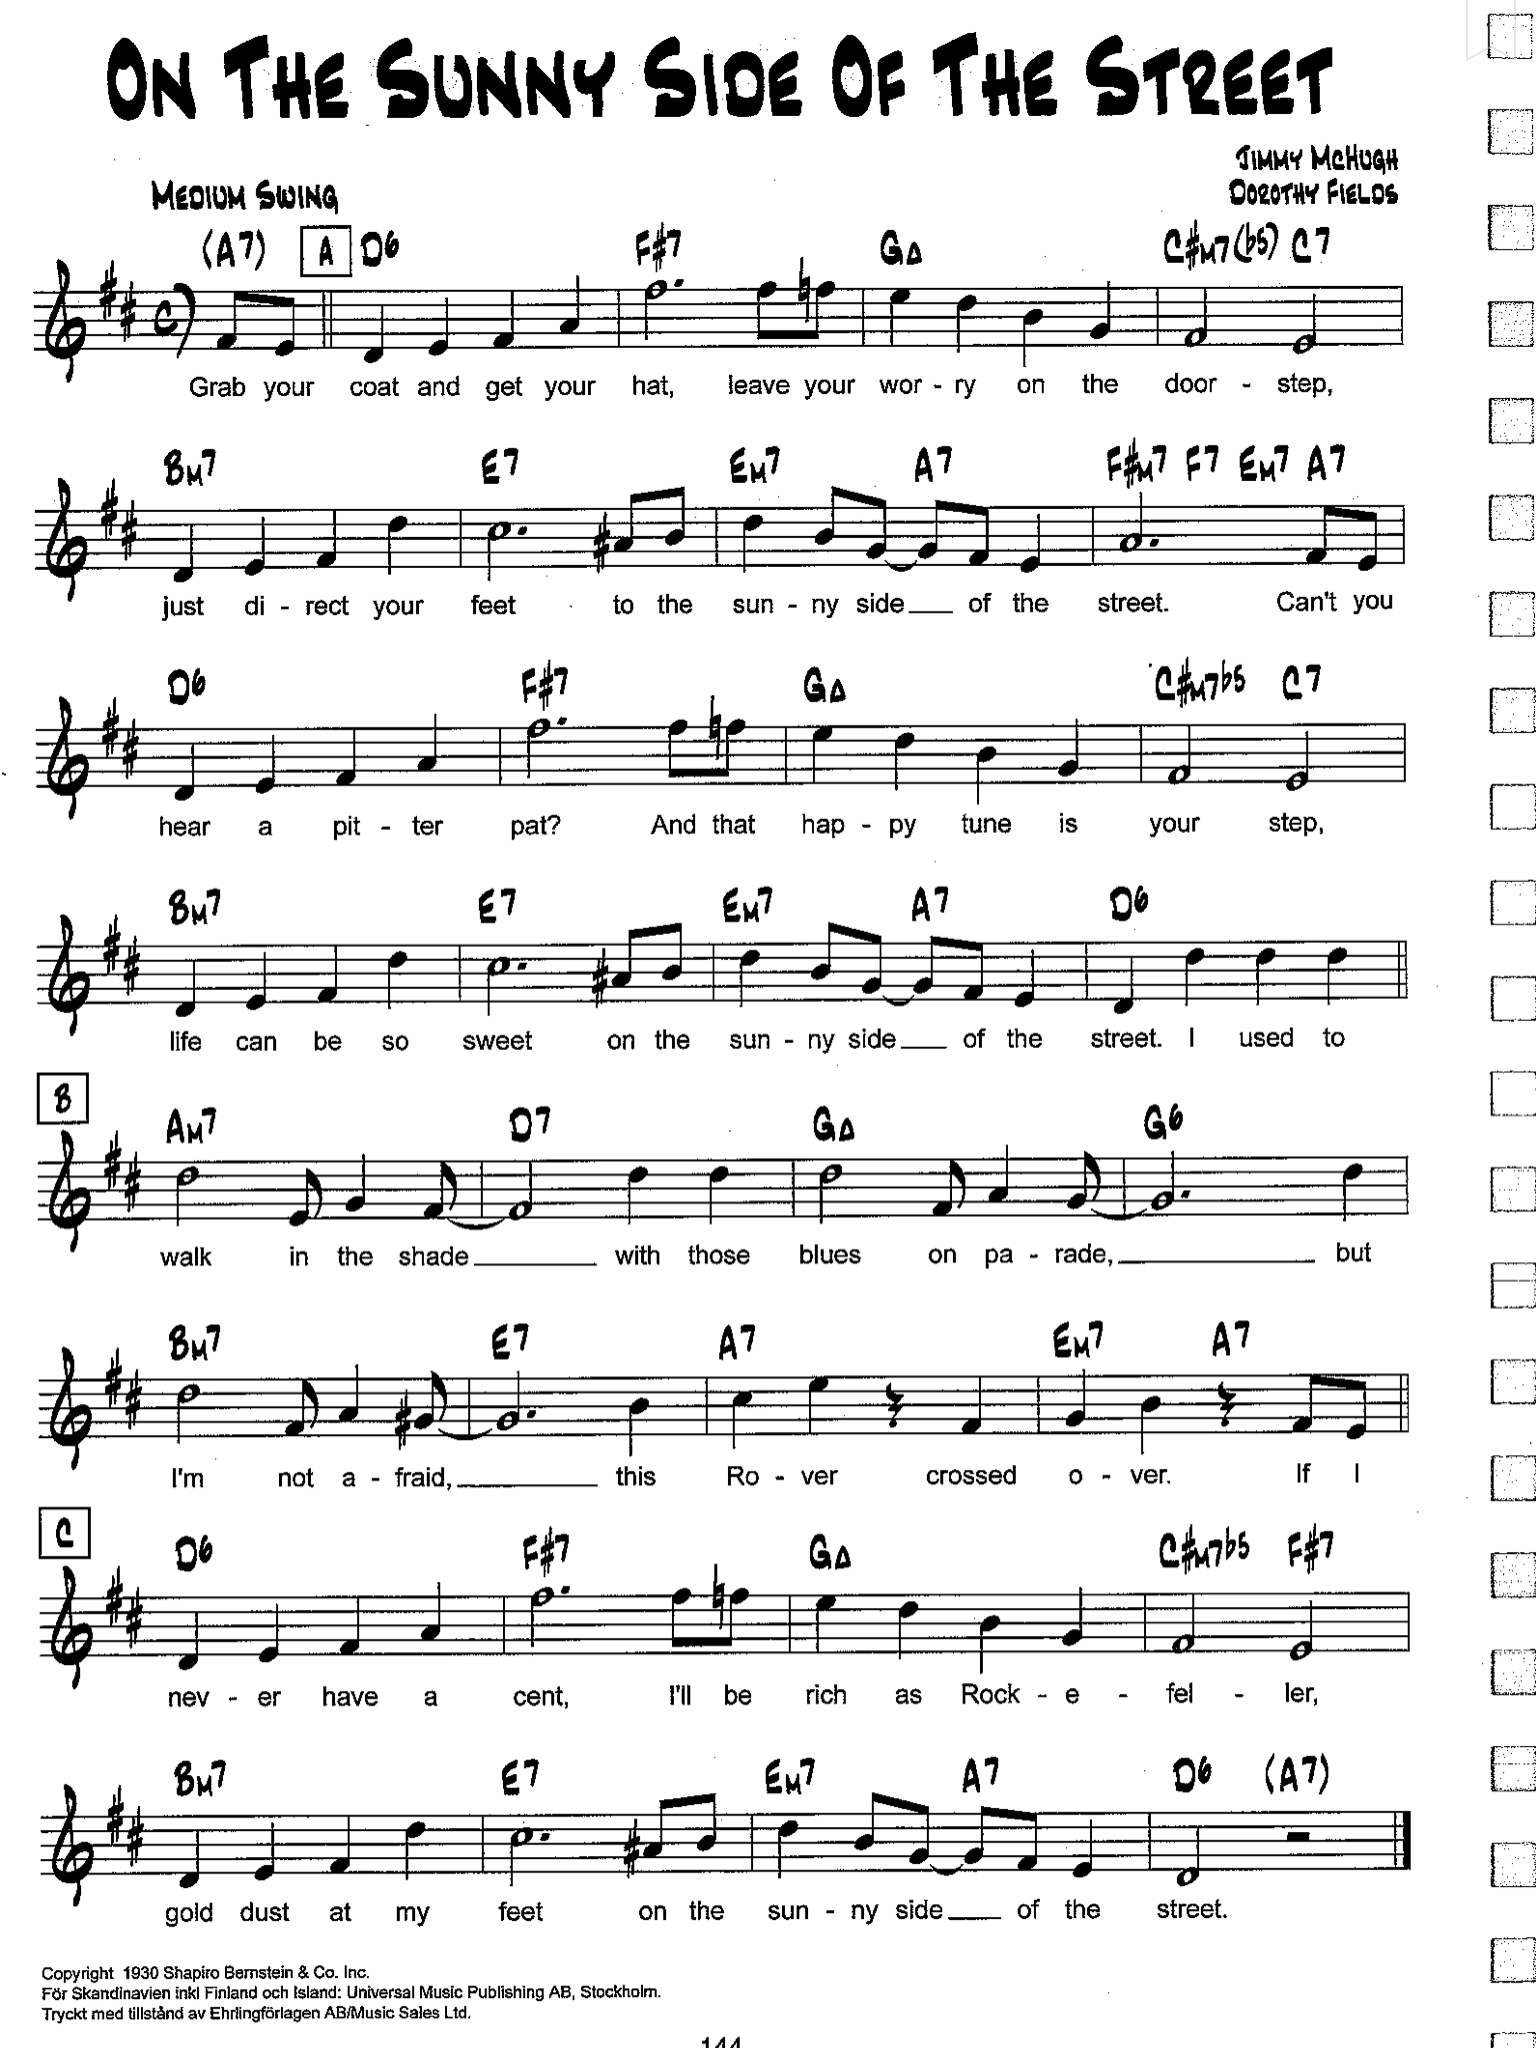 ON THE SUNNY SIDE OF THE STREET
JIMMY MCHUGH
MEDIUM SWING
DOROTHY FIELDS
(A7) A D6 F#7 G∆ C#M7(b5) C7
Grab your coat and get your hat, leave your wor - ry on the door - step,
BM7 E7 EM7 A7 F#M7 F7 EM7 A7
just di - rect your feet to the sun - ny side of the street. Can't you
D6 F#7 G∆ C#M7b5 C7
hear a pit - ter pat? And that hap - py tune is your step,
BM7 E7 EM7 A7 D6
life can be so sweet on the sun - ny side of the street. I used to
B
AM7 D7 G∆ G6
walk in the shade with those blues on pa - rade, but
BM7 E7 A7 EM7 A7
I'm not a - fraid, this Ro - ver crossed o - ver. If I
C
D6 F#7 G∆ C#M7b5 F#7
nev - er have a cent, I'll be rich as Rock - e - fel - ler,
BM7 E7 EM7 A7 D6 (A7)
gold dust at my feet on the sun - ny side of the street.
Copyright 1930 Shapiro Bernstein & Co. Inc.
För Skandinavien inkl Finland och Island: Universal Music Publishing AB, Stockholm.
Tryckt med tillstånd av Ehrlingförlagen AB/Music Sales Ltd.
144